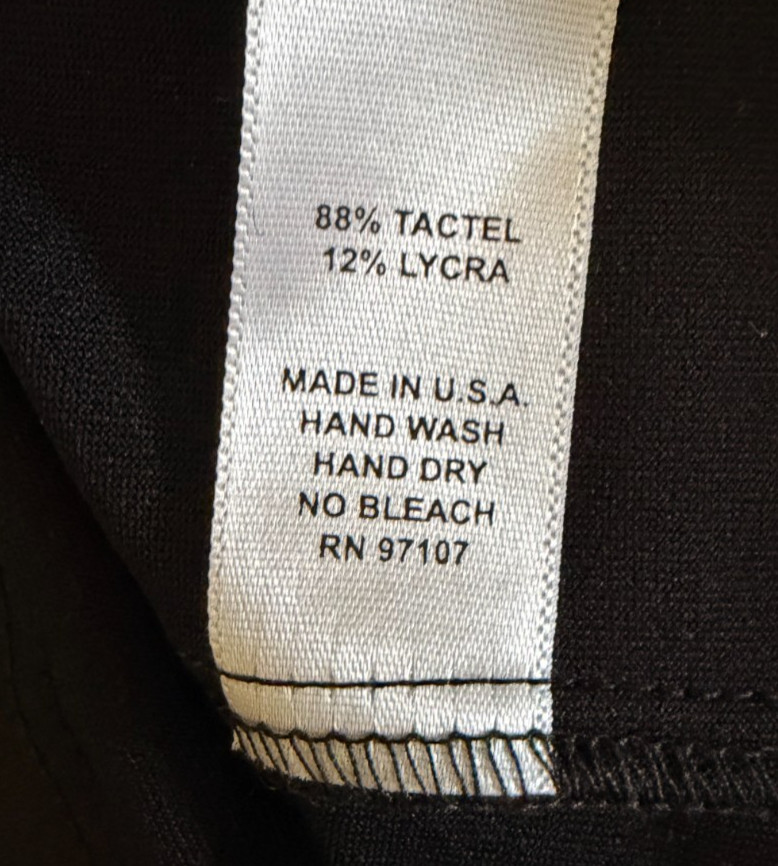 88% TACTEL
12% LYCRA
MADE IN U.S.A.
HAND WASH
HAND DRY
NO BLEACH
RN 97107